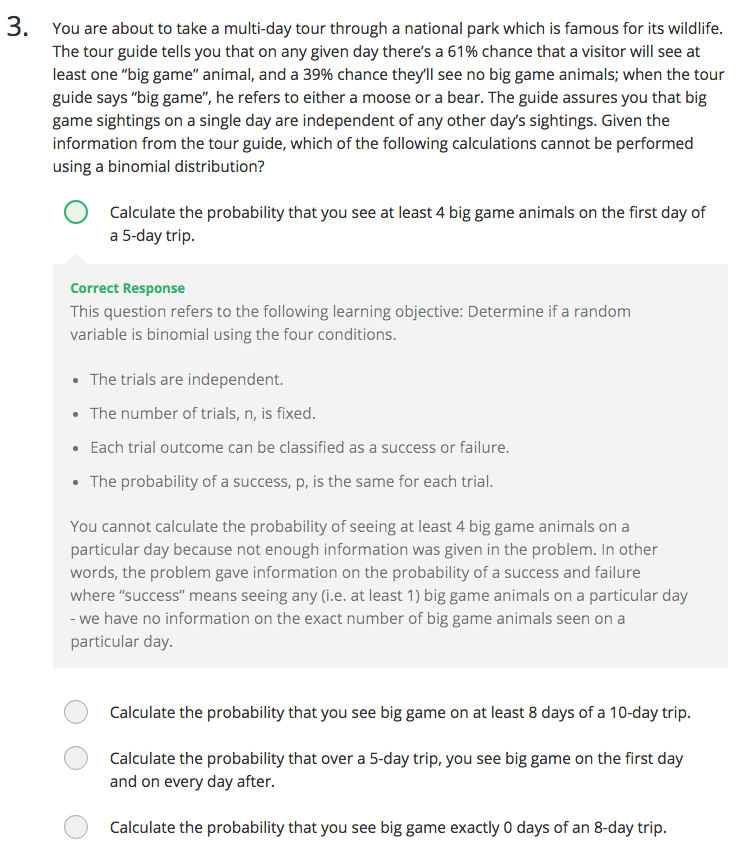 3. You are about to take a multi-day tour through a national park which is famous for its wildlife.
The tour guide tells you that on any given day there’s a 61% chance that a visitor will see at
least one “big game” animal, and a 39% chance they’ll see no big game animals; when the tour
guide says “big game”, he refers to either a moose or a bear. The guide assures you that big
game sightings on a single day are independent of any other day’s sightings. Given the
information from the tour guide, which of the following calculations cannot be performed
using a binomial distribution?
Calculate the probability that you see at least 4 big game animals on the first day of
a 5-day trip.
Correct Response
This question refers to the following learning objective: Determine if a random
variable is binomial using the four conditions.
• The trials are independent.
• The number of trials, n, is fixed.
• Each trial outcome can be classified as a success or failure.
• The probability of a success, p, is the same for each trial.
You cannot calculate the probability of seeing at least 4 big game animals on a
particular day because not enough information was given in the problem. In other
words, the problem gave information on the probability of a success and failure
where “success” means seeing any (i.e. at least 1) big game animals on a particular day
- we have no information on the exact number of big game animals seen on a
particular day.
Calculate the probability that you see big game on at least 8 days of a 10-day trip.
Calculate the probability that over a 5-day trip, you see big game on the first day
and on every day after.
Calculate the probability that you see big game exactly 0 days of an 8-day trip.